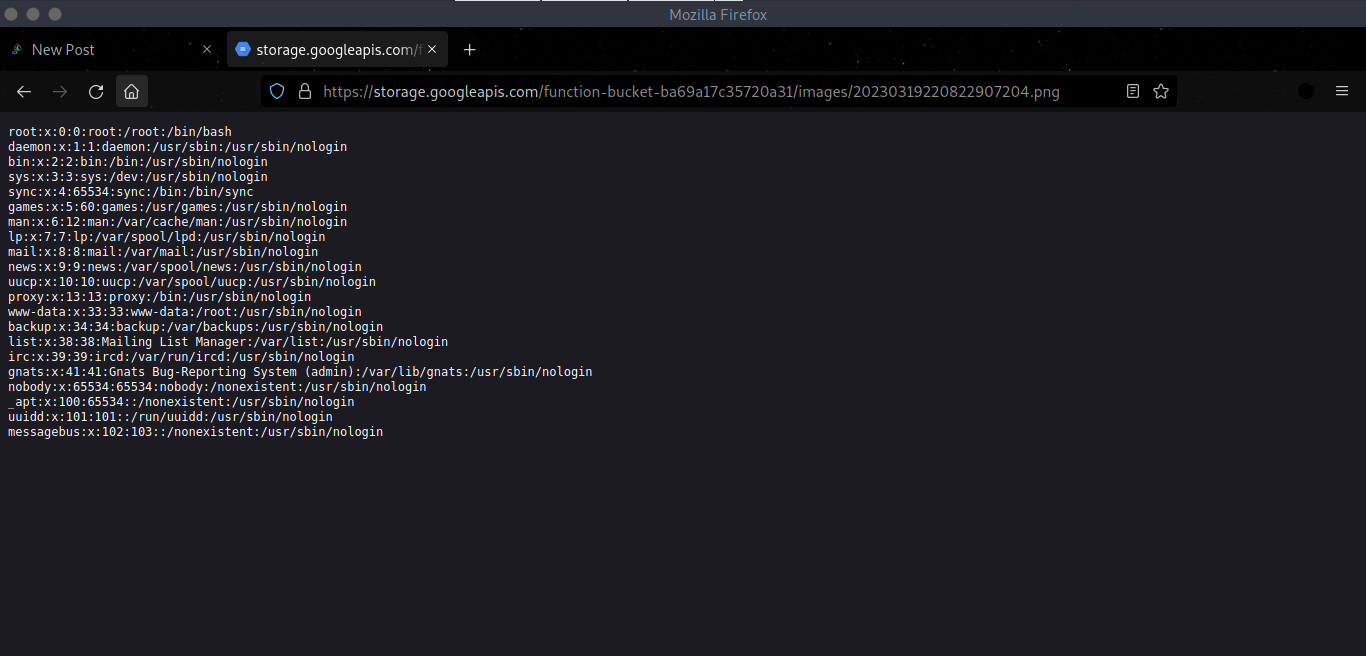 Mozilla Firefox
New Post
storage.googleapis.com/f
https://storage.googleapis.com/function-bucket-ba69a17c35720a31/images/20230319220822907204.png
root:x:0:0:root:/root:/bin/bash
daemon:x:1:1:daemon:/usr/sbin:/usr/sbin/nologin
bin:x:2:2:bin:/bin:/usr/sbin/nologin
sys:x:3:3:sys:/dev:/usr/sbin/nologin
sync:x:4:65534:sync:/bin:/bin/sync
games:x:5:60:games:/usr/games:/usr/sbin/nologin
man:x:6:12:man:/var/cache/man:/usr/sbin/nologin
lp:x:7:7:lp:/var/spool/lpd:/usr/sbin/nologin
mail:x:8:8:mail:/var/mail:/usr/sbin/nologin
news:x:9:9:news:/var/spool/news:/usr/sbin/nologin
uucp:x:10:10:uucp:/var/spool/uucp:/usr/sbin/nologin
proxy:x:13:13:proxy:/bin:/usr/sbin/nologin
www-data:x:33:33:www-data:/root:/usr/sbin/nologin
backup:x:34:34:backup:/var/backups:/usr/sbin/nologin
list:x:38:38:Mailing List Manager:/var/list:/usr/sbin/nologin
irc:x:39:39:ircd:/var/run/ircd:/usr/sbin/nologin
gnats:x:41:41:Gnats Bug-Reporting System (admin):/var/lib/gnats:/usr/sbin/nologin
nobody:x:65534:65534:nobody:/nonexistent:/usr/sbin/nologin
_apt:x:100:65534::/nonexistent:/usr/sbin/nologin
uuidd:x:101:101::/run/uuidd:/usr/sbin/nologin
messagebus:x:102:103::/nonexistent:/usr/sbin/nologin